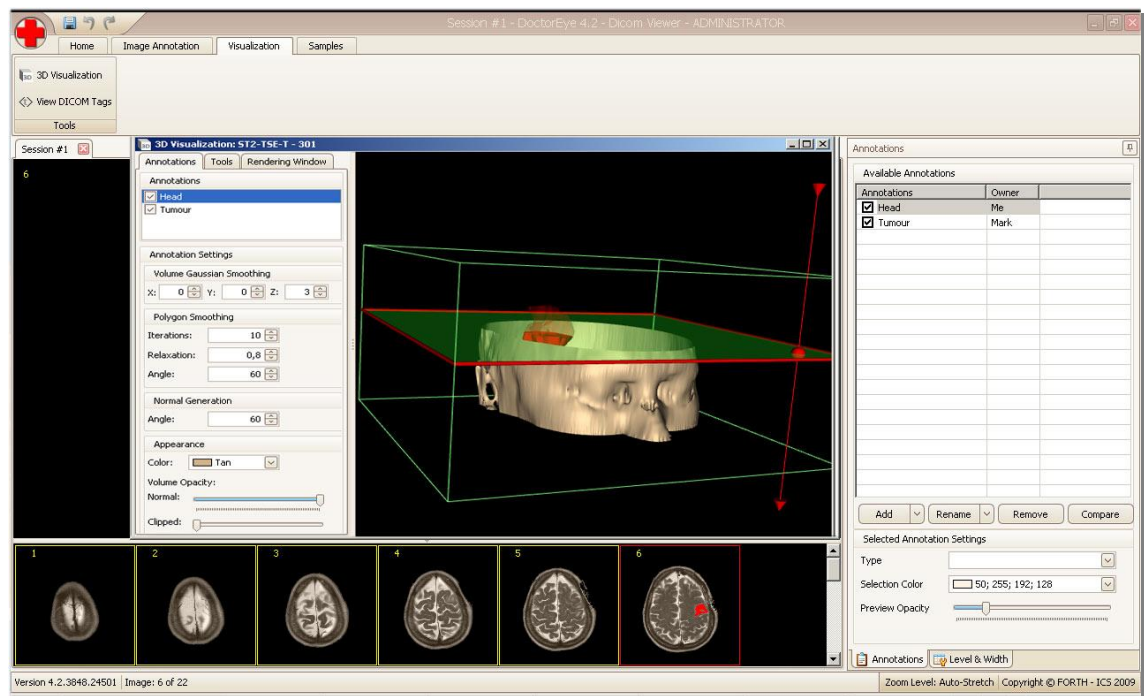 Session #1 - DoctorEye 4.2 - Dicom Viewer - ADMINISTRATOR
Home Image Annotation Visualization Samples
3D 3D Visualization
View DICOM Tags
Tools
Session #1
6
3D Visualization: ST2-TSE-T - 301
Annotations Tools Rendering Window
Annotations
Head
Tumour
Annotation Settings
Volume Gaussian Smoothing
X: 0 Y: 0 Z: 3
Polygon Smoothing
Iterations: 10
Relaxation: 0,8
Angle: 60
Normal Generation
Angle: 60
Appearance
Color: Tan
Volume Opacity:
Normal:
Clipped:
Annotations
Available Annotations
Annotations Owner
Head Me
Tumour Mark
Add Rename Remove Compare
Selected Annotation Settings
Type
Selection Color 50; 255; 192; 128
Preview Opacity
Annotations Level & Width
1 2 3 4 5 6
Version 4.2.3848.24501 Image: 6 of 22
Zoom Level: Auto-Stretch Copyright © FORTH - ICS 2009